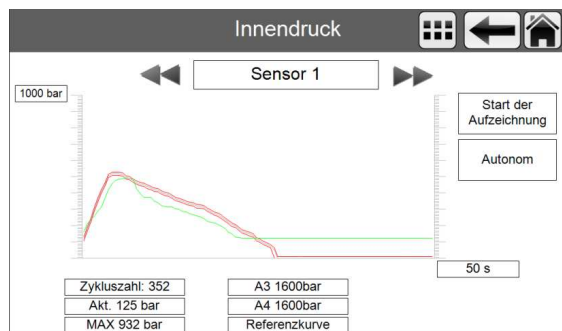 Innendruck
Sensor 1
1000 bar
Start der
Aufzeichnung
Autonom
50 s
Zykluszahl: 352
A3 1600bar
Akt. 125 bar
A4 1600bar
MAX 932 bar
Referenzkurve